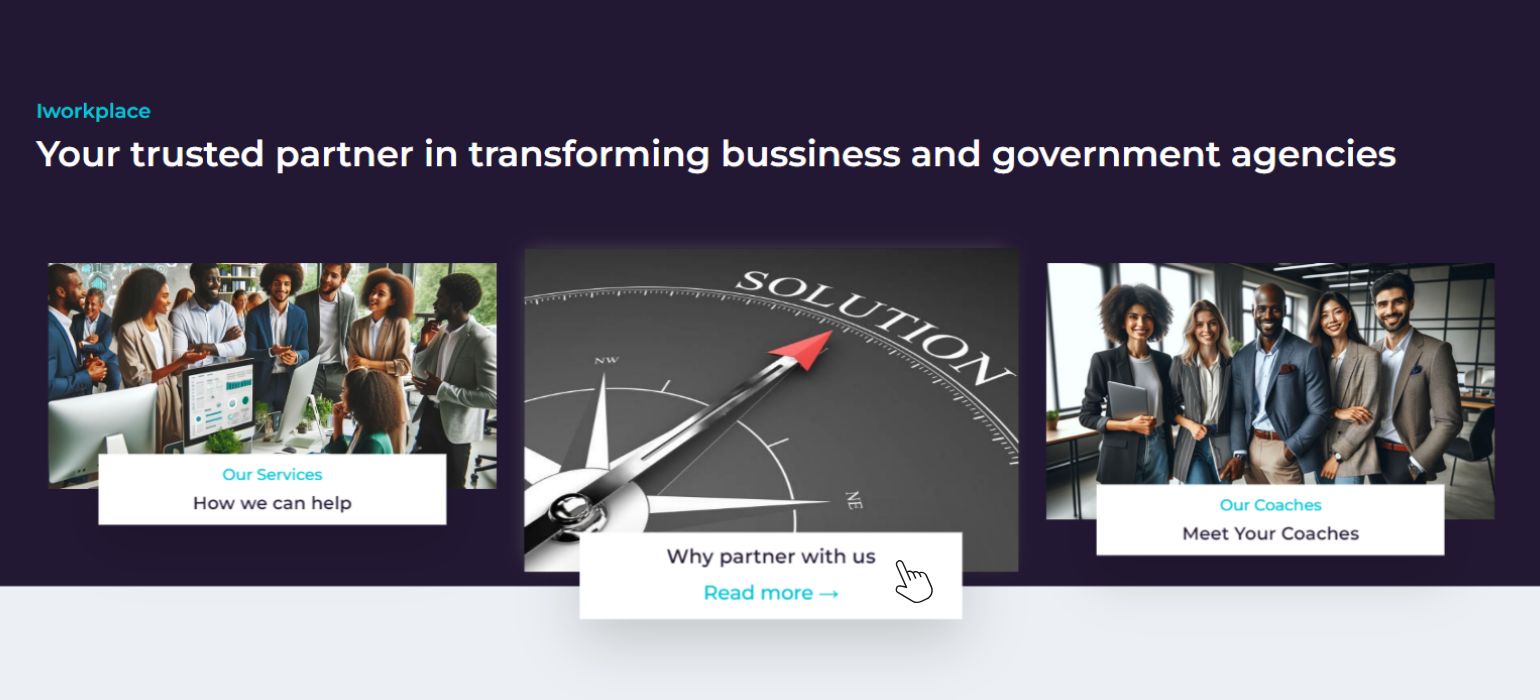 Iworkplace
Your trusted partner in transforming bussiness and government agencies
SOLUTION
NW
NE
Our Services
How we can help
Why partner with us
Read more →
Our Coaches
Meet Your Coaches